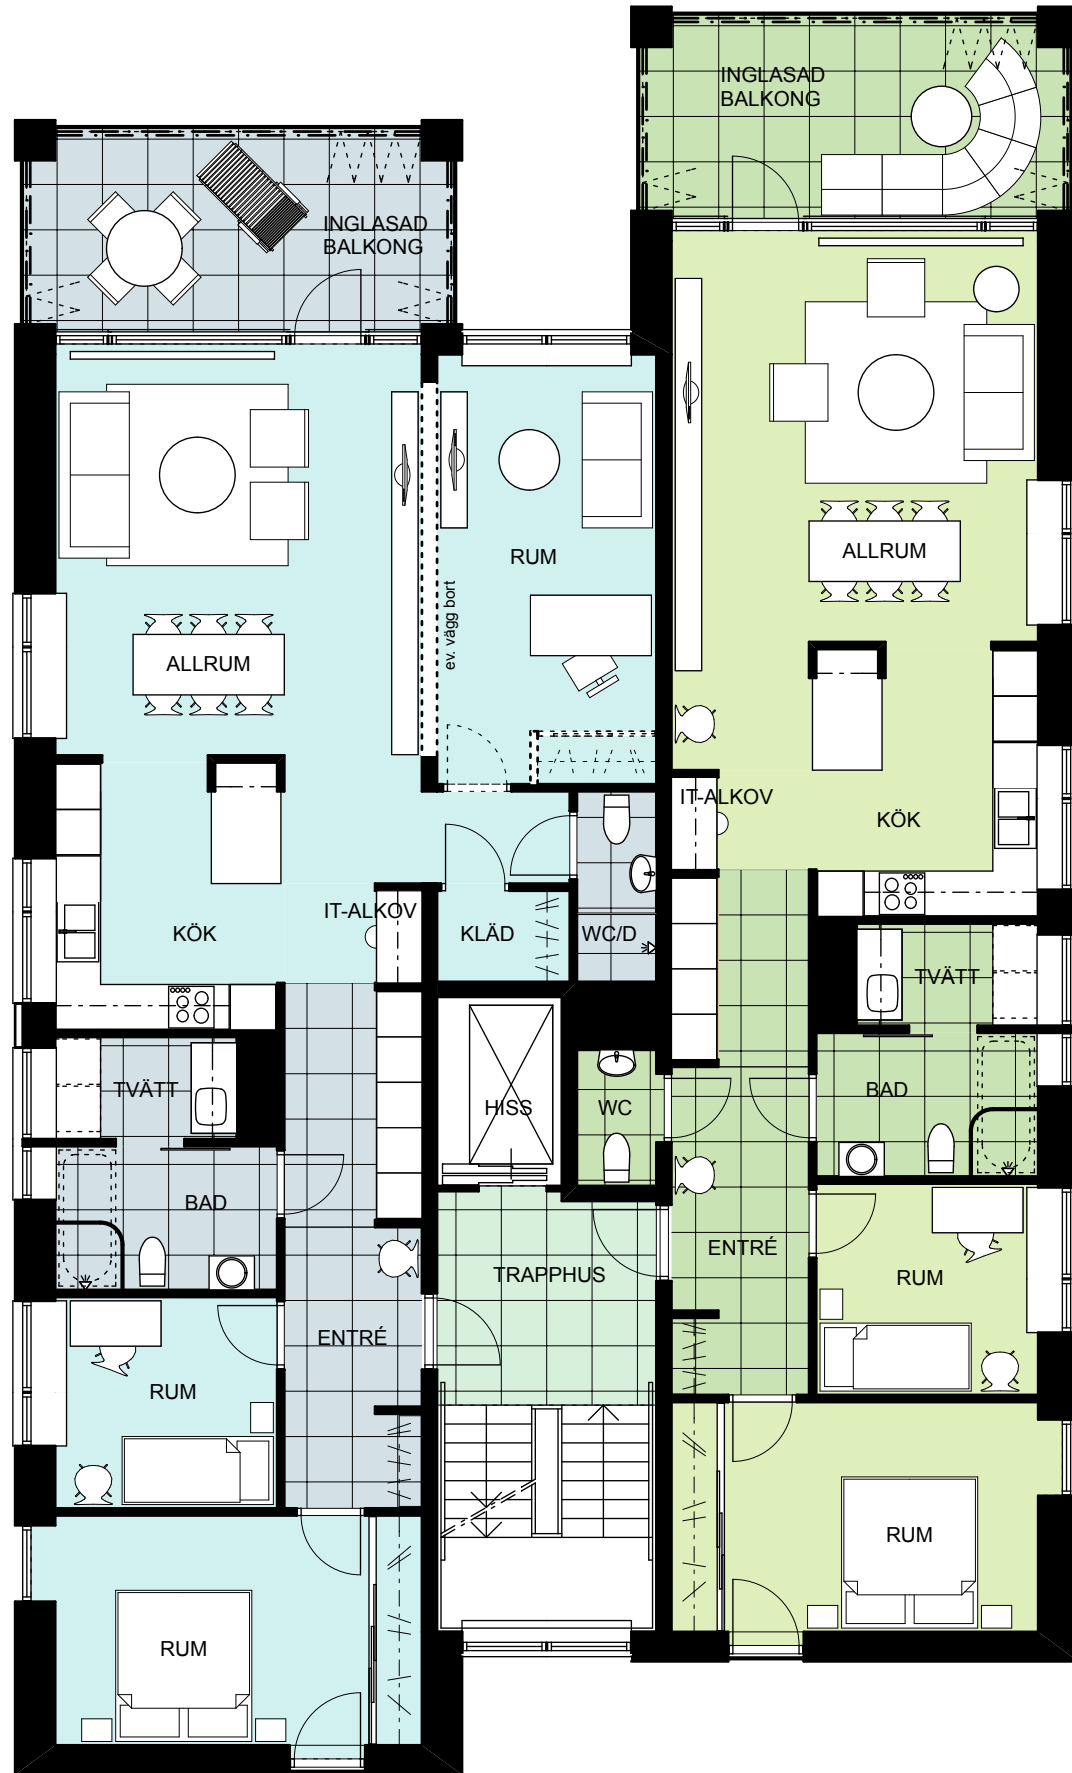 INGLASAD
BALKONG
INGLASAD
BALKONG
RUM
ALLRUM
ev. vägg bort
ALLRUM
IT-ALKOV
KÖK
IT-ALKOV
KÖK
KLÄD
WC/D
TVÄTT
TVÄTT
HISS
WC
BAD
BAD
ENTRÉ
TRAPPHUS
RUM
ENTRÉ
RUM
RUM
RUM